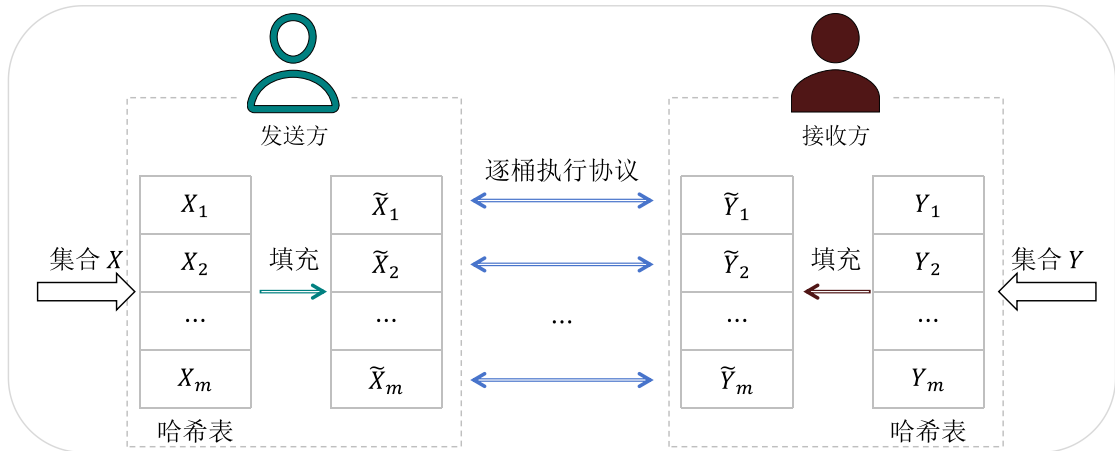 发送方
接收方
逐桶执行协议
X₁ X̃₁ Ỹ₁ Y₁
集合 X X₂ 填充 X̃₂ Ỹ₂ 填充 Y₂ 集合 Y
... ... ... ... ...
Xₘ X̃ₘ Ỹₘ Yₘ
哈希表 哈希表